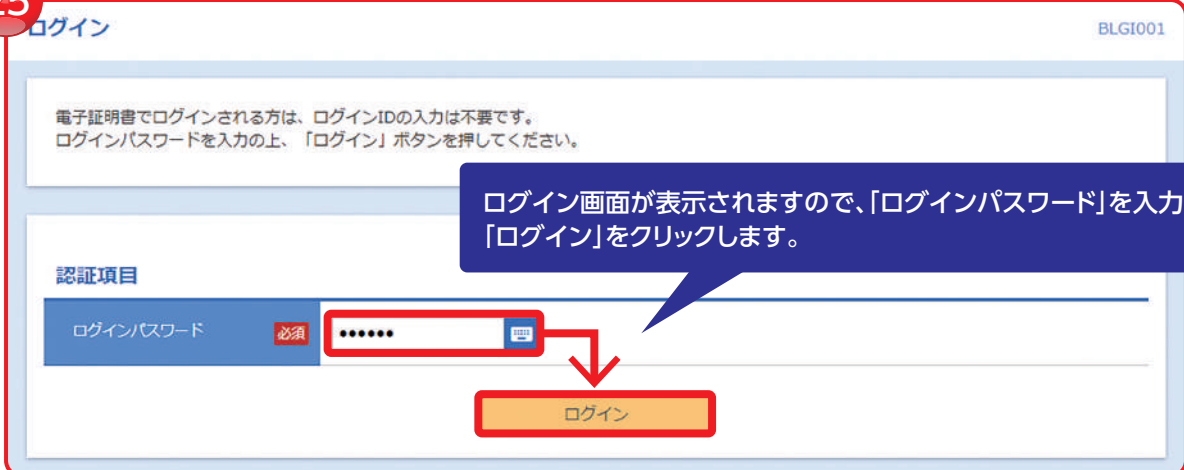 ログイン
BLGI001
電子証明書でログインされる方は、ログインIDの入力は不要です。
ログインパスワードを入力の上、「ログイン」ボタンを押してください。
ログイン画面が表示されますので、「ログインパスワード」を入力
「ログイン」をクリックします。
認証項目
ログインパスワード
必須
••••••
ログイン